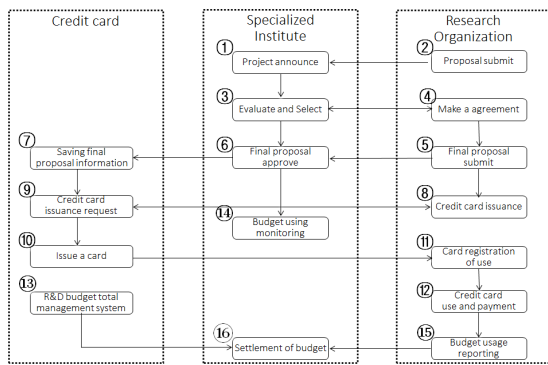 Credit card
Specialized
Institute
Research
Organization
1
Project announce
2
Proposal submit
3
Evaluate and Select
4
Make a agreement
7
Saving final
proposal information
6
Final proposal
approve
5
Final proposal
submit
9
Credit card
issuance request
14
Budget using
monitoring
8
Credit card issuance
10
Issue a card
11
Card registration
of use
13
R&D budget total
management system
12
Credit card
use and payment
16
Settlement of budget
15
Budget usage
reporting